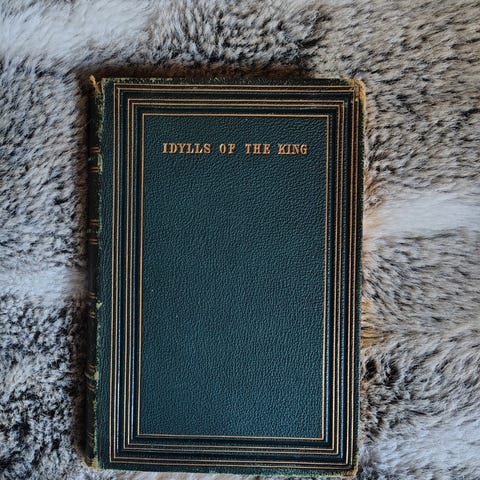 IDYLLS OF THE KING